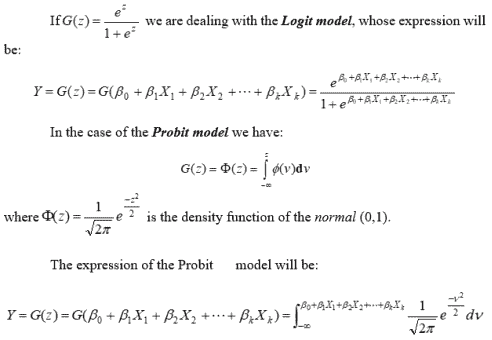 If G(z) = e^z / (1 + e^z) we are dealing with the Logit model, whose expression will
be:
Y = G(z) = G(β₀ + β₁X₁ + β₂X₂ + ⋯ + βₖXₖ) = e^(β₀+β₁X₁+β₂X₂+⋯+βₖXₖ) / (1 + e^(β₀+β₁X₁+β₂X₂+⋯+βₖXₖ))
In the case of the Probit model we have:
G(z) = Φ(z) = ∫_{-∞}^{z} ϕ(v)dv
where Φ(z) = 1/√(2π) e^(-z²/2) is the density function of the normal (0,1).
The expression of the Probit model will be:
Y = G(z) = G(β₀ + β₁X₁ + β₂X₂ + ⋯ + βₖXₖ) = ∫_{-∞}^{β₀+β₁X₁+β₂X₂+⋯+βₖXₖ} 1/√(2π) e^(-v²/2) dv